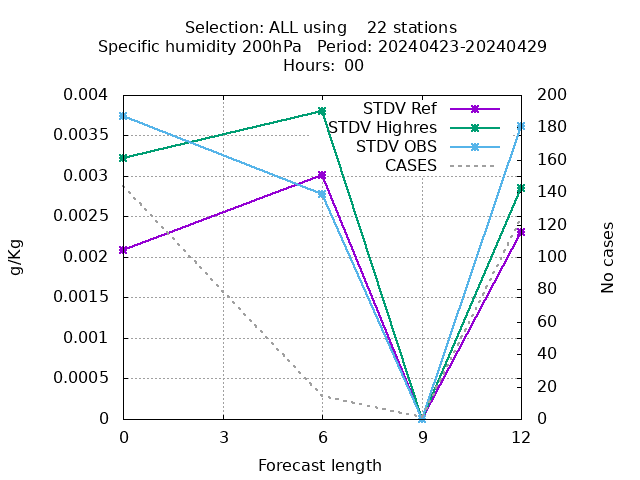 Selection: ALL using    22 stations
Specific humidity 200hPa   Period: 20240423-20240429
Hours: 00
0.004
0.0035
0.003
0.0025
0.002
0.0015
0.001
0.0005
0
g/Kg
STDV Ref
STDV Highres
STDV OBS
CASES
200
180
160
140
120
100
80
60
40
20
0
No cases
0 3 6 9 12
Forecast length